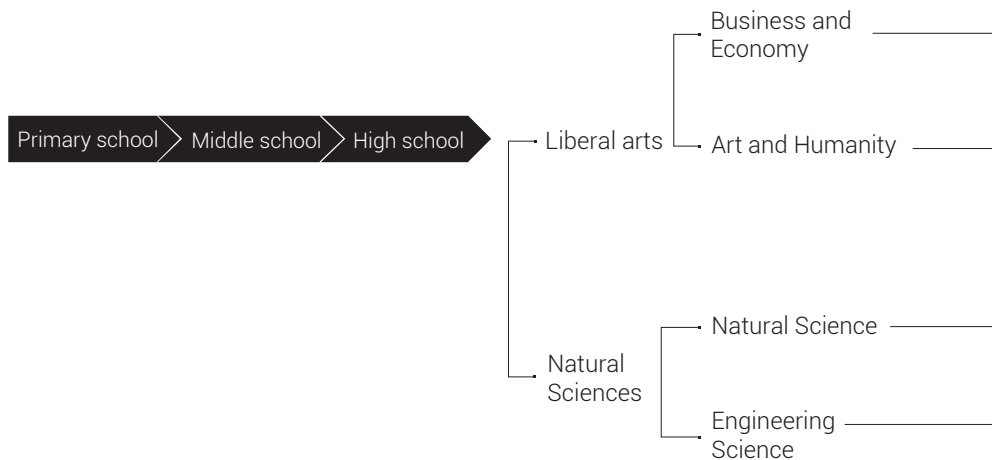 Primary school
Middle school
High school
Liberal arts
Business and
Economy
Art and Humanity
Natural
Sciences
Natural Science
Engineering
Science